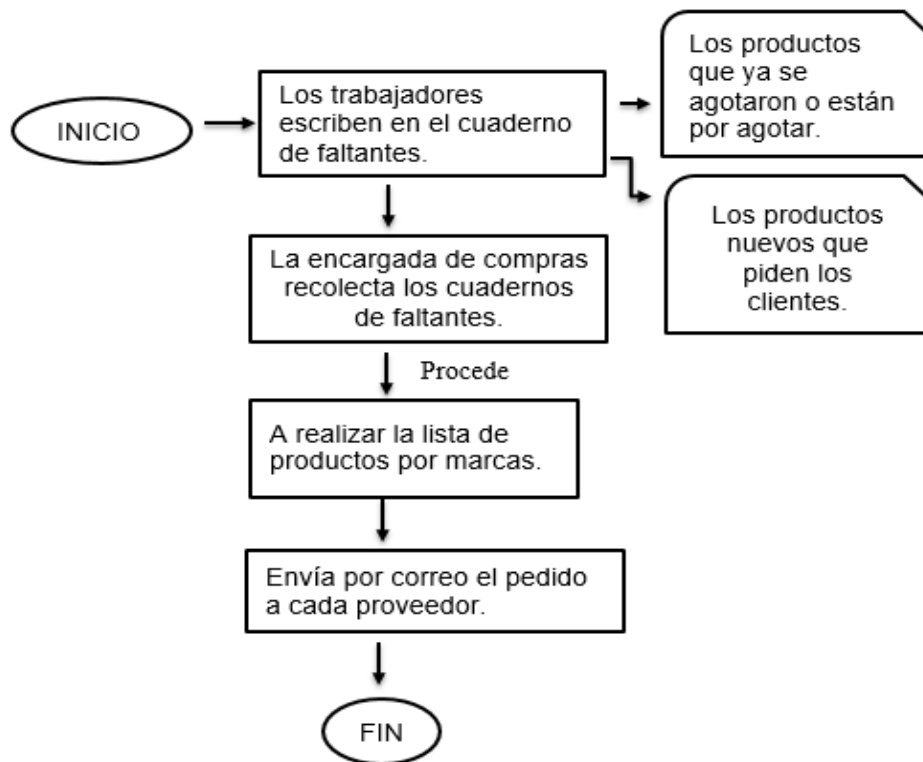 INICIO
Los trabajadores
escriben en el cuaderno
de faltantes.
Los productos
que ya se
agotaron o están
por agotar.
Los productos
nuevos que
piden los
clientes.
La encargada de compras
recolecta los cuadernos
de faltantes.
Procede
A realizar la lista de
productos por marcas.
Envía por correo el pedido
a cada proveedor.
FIN